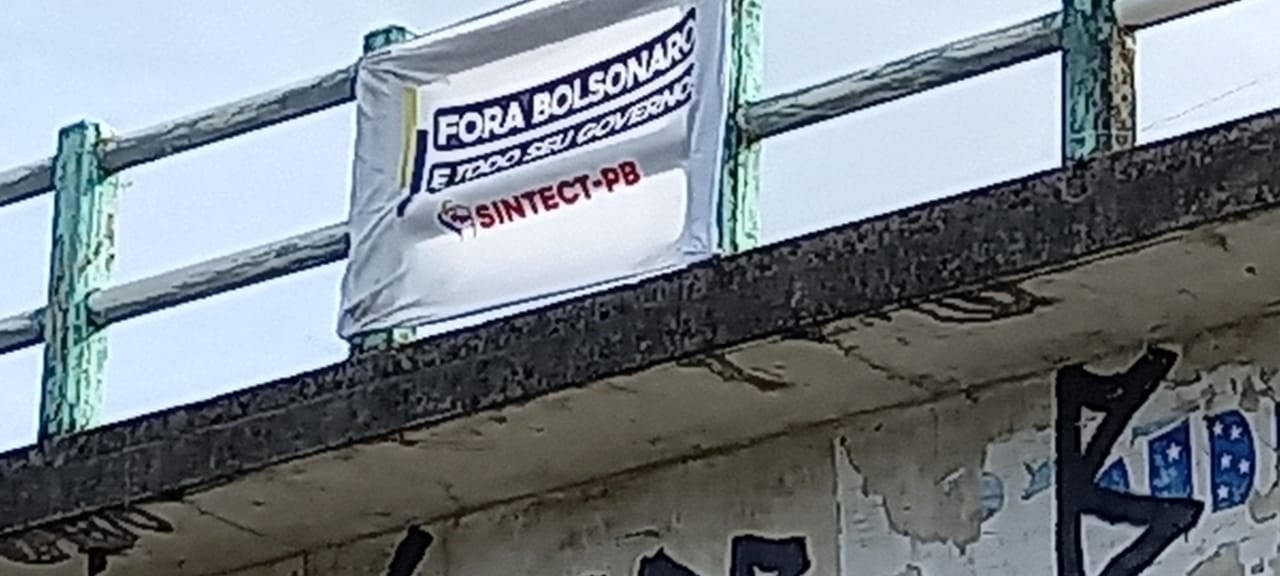 FORA BOLSONARO
E TODO SEU GOVERNO
SINTECT-PB